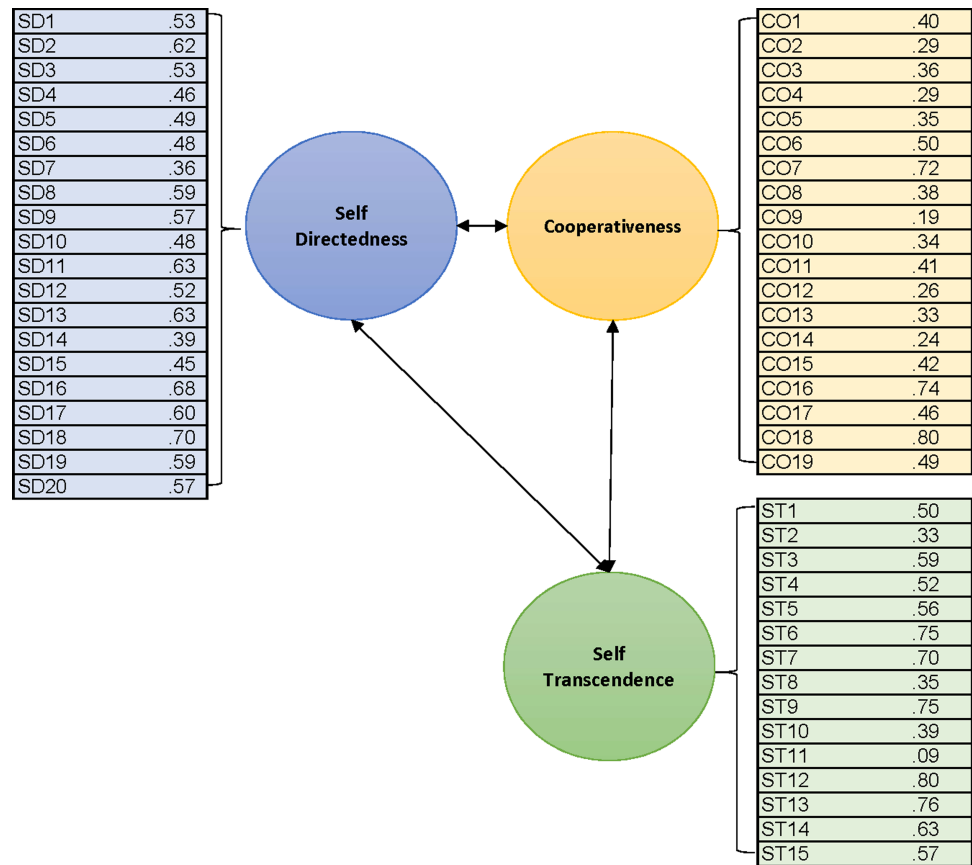 SD1 .53
SD2 .62
SD3 .53
SD4 .46
SD5 .49
SD6 .48
SD7 .36
SD8 .59
SD9 .57
SD10 .48
SD11 .63
SD12 .52
SD13 .63
SD14 .39
SD15 .45
SD16 .68
SD17 .60
SD18 .70
SD19 .59
SD20 .57
Self
Directedness
Cooperativeness
CO1 .40
CO2 .29
CO3 .36
CO4 .29
CO5 .35
CO6 .50
CO7 .72
CO8 .38
CO9 .19
CO10 .34
CO11 .41
CO12 .26
CO13 .33
CO14 .24
CO15 .42
CO16 .74
CO17 .46
CO18 .80
CO19 .49
Self
Transcendence
ST1 .50
ST2 .33
ST3 .59
ST4 .52
ST5 .56
ST6 .75
ST7 .70
ST8 .35
ST9 .75
ST10 .39
ST11 .09
ST12 .80
ST13 .76
ST14 .63
ST15 .57